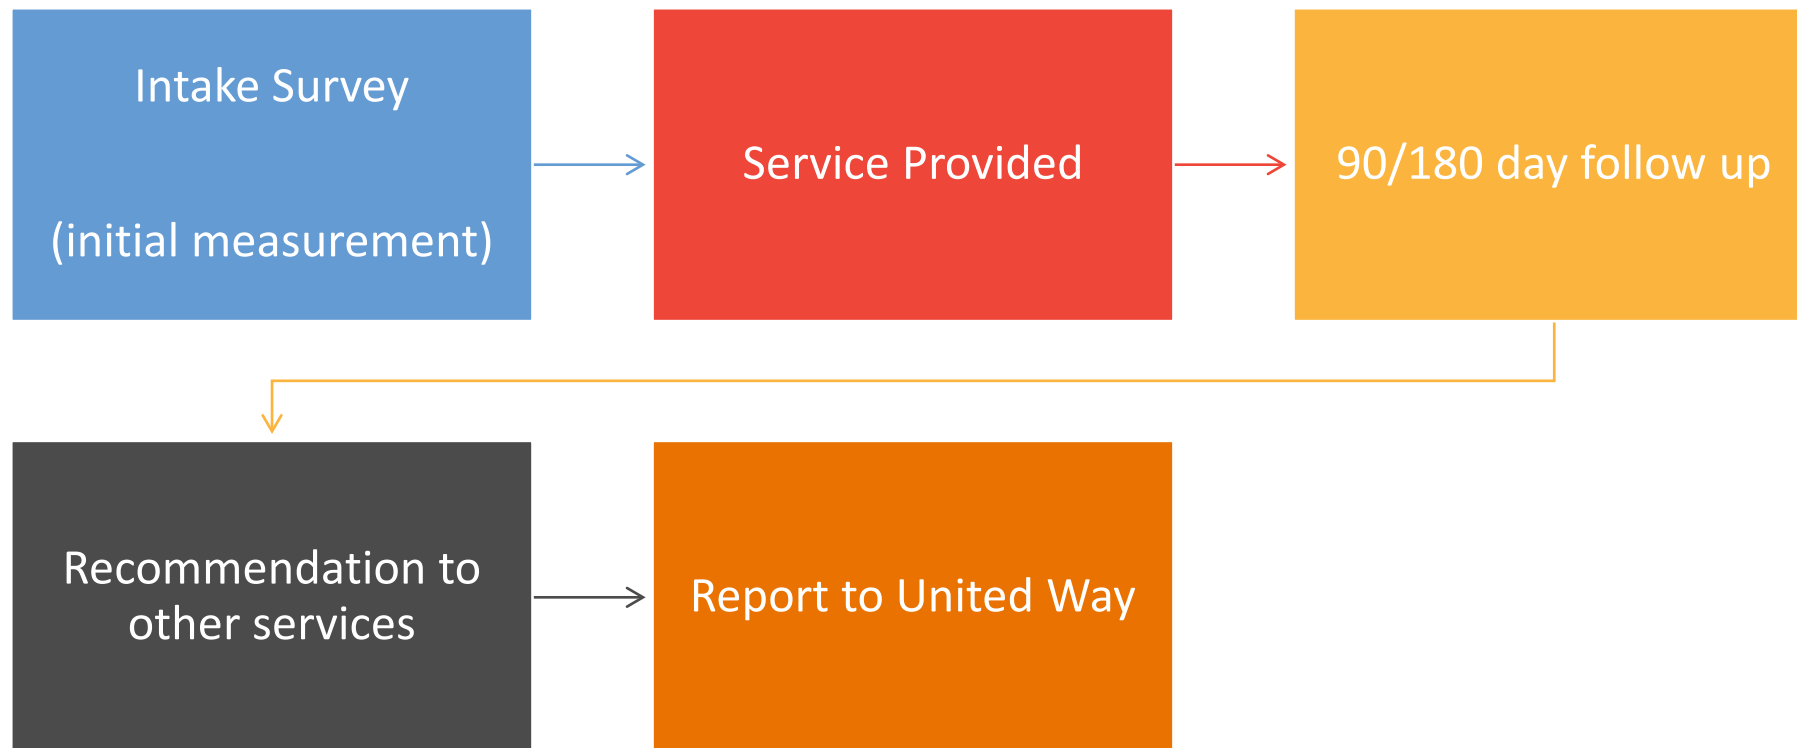 Intake Survey
(initial measurement)
Service Provided
90/180 day follow up
Recommendation to
other services
Report to United Way